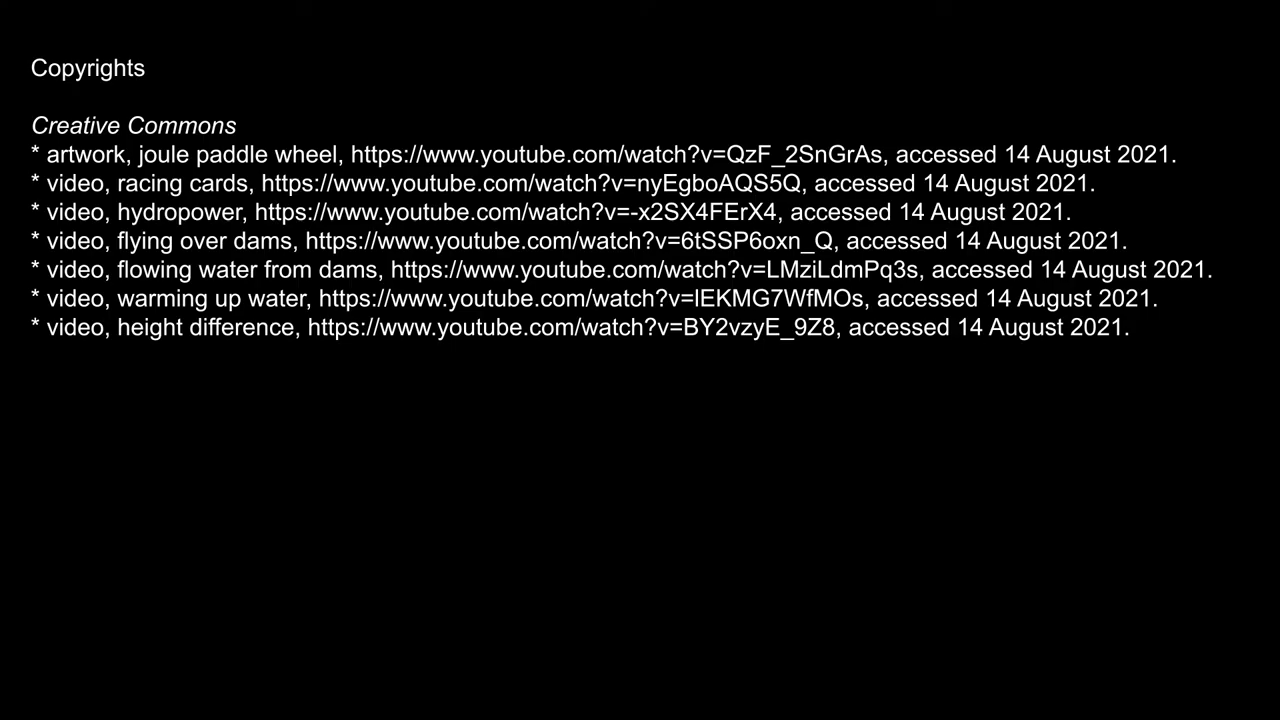 Copyrights
Creative Commons
* artwork, joule paddle wheel, https://www.youtube.com/watch?v=QzF_2SnGrAs, accessed 14 August 2021.
* video, racing cards, https://www.youtube.com/watch?v=nyEgboAQS5Q, accessed 14 August 2021.
* video, hydropower, https://www.youtube.com/watch?v=-x2SX4FErX4, accessed 14 August 2021.
* video, flying over dams, https://www.youtube.com/watch?v=6tSSP6oxn_Q, accessed 14 August 2021.
* video, flowing water from dams, https://www.youtube.com/watch?v=LMziLdmPq3s, accessed 14 August 2021.
* video, warming up water, https://www.youtube.com/watch?v=lEKMG7WfMOs, accessed 14 August 2021.
* video, height difference, https://www.youtube.com/watch?v=BY2vzyE_9Z8, accessed 14 August 2021.